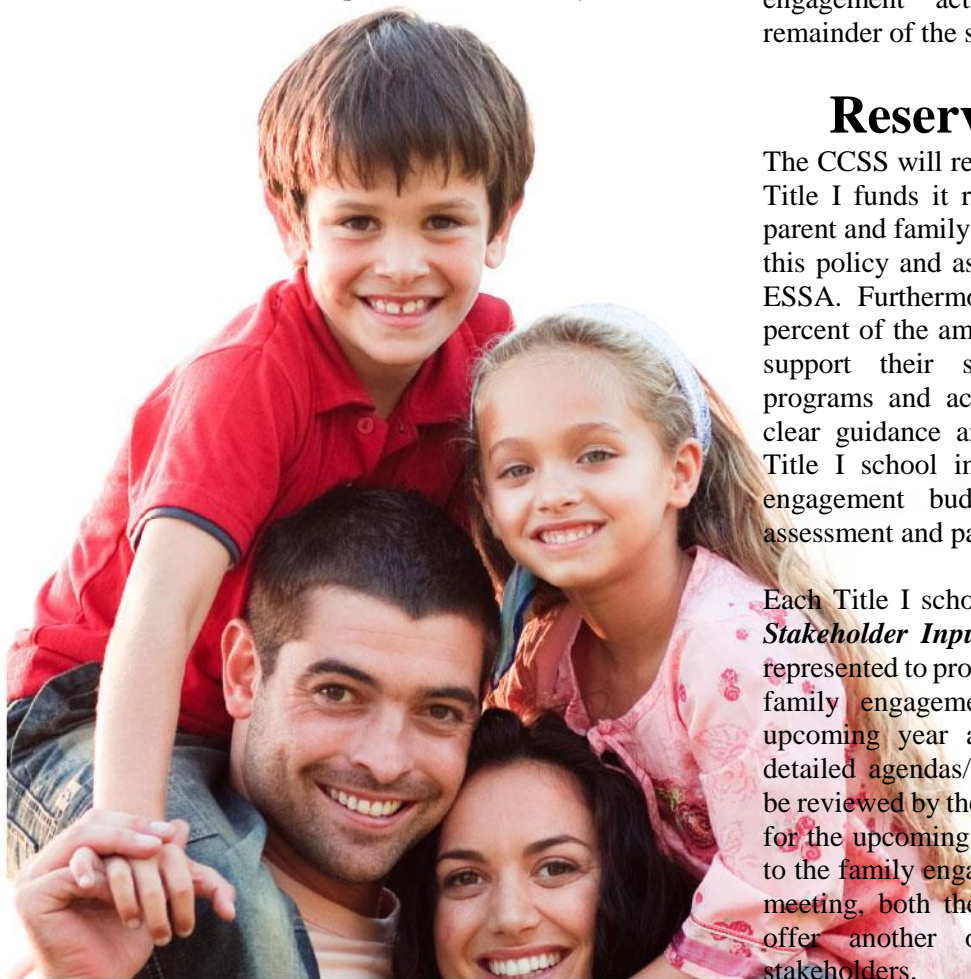 engagement acti
remainder of the s
Reserv
The CCSS will re
Title I funds it r
parent and family
this policy and as
ESSA. Furthermo
percent of the am
support their s
programs and ac
clear guidance a
Title I school in
engagement bud
assessment and pa
Each Title I scho
Stakeholder Inpu
represented to pro
family engageme
upcoming year a
detailed agendas/
be reviewed by the
for the upcoming
to the family enga
meeting, both the
offer another o
stakeholders.